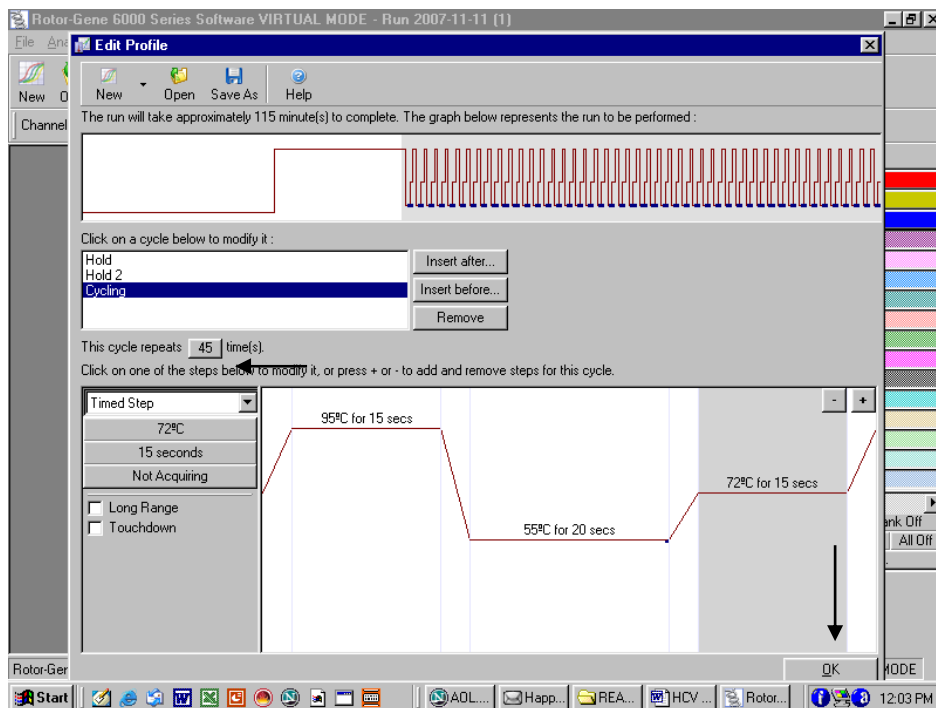 Rotor-Gene 6000 Series Software VIRTUAL MODE - Run 2007-11-11 (1)
File Ana
Edit Profile
New
New Open Save As Help
Channel
The run will take approximately 115 minute(s) to complete. The graph below represents the run to be performed :
Click on a cycle below to modify it :
Hold
Hold 2
Cycling
Insert after...
Insert before...
Remove
This cycle repeats 45 time(s).
Click on one of the steps below to modify it, or press + or - to add and remove steps for this cycle.
Timed Step
- +
72ºC
15 seconds
Not Acquiring
Long Range
Touchdown
95ºC for 15 secs
55ºC for 20 secs
72ºC for 15 secs
ank Off
All Off
OK
Rotor-Ger
MODE
Start AOL.... Happ... REA... HCV ... Rotor... 12:03 PM